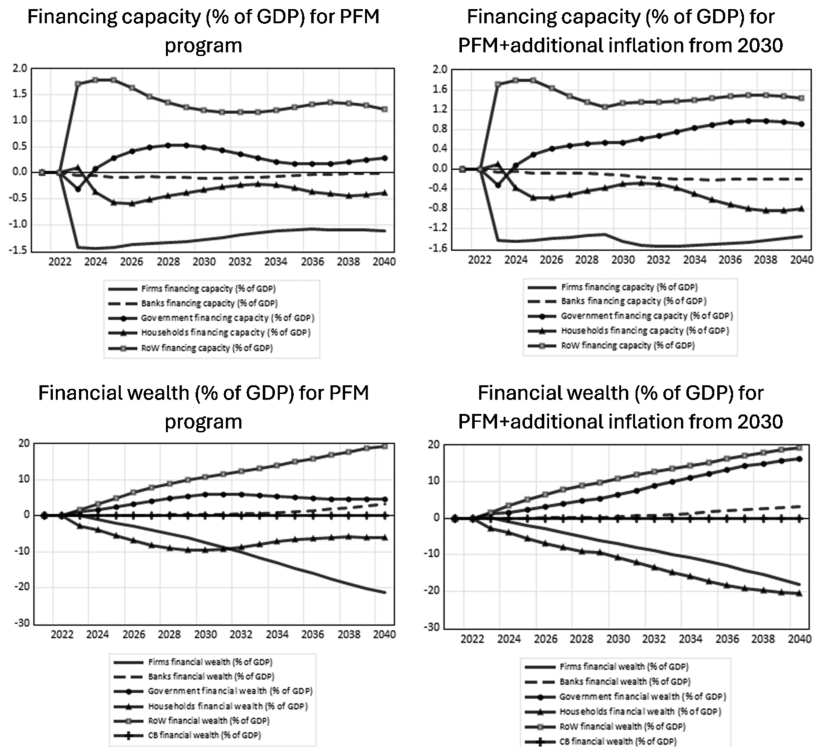 Financing capacity (% of GDP) for PFM
program
2.0
1.5
1.0
0.5
0.0
-0.5
-1.0
-1.5
2022 2024 2026 2028 2030 2032 2034 2036 2038 2040
Firms financing capacity (% of GDP)
Banks financing capacity (% of GDP)
Government financing capacity (% of GDP)
Households financing capacity (% of GDP)
RoW financing capacity (% of GDP)
Financing capacity (% of GDP) for
PFM+additional inflation from 2030
2.0
1.6
1.2
0.8
0.4
0.0
-0.4
-0.8
-1.2
-1.6
2022 2024 2026 2028 2030 2032 2034 2036 2038 2040
Firms financing capacity (% of GDP)
Banks financing capacity (% of GDP)
Government financing capacity (% of GDP)
Households financing capacity (% of GDP)
RoW financing capacity (% of GDP)
Financial wealth (% of GDP) for PFM
program
20
10
0
-10
-20
-30
2022 2024 2026 2028 2030 2032 2034 2036 2038 2040
Firms financial wealth (% of GDP)
Banks financial wealth (% of GDP)
Government financial wealth (% of GDP)
Households financial wealth (% of GDP)
RoW financial wealth (% of GDP)
CB financial wealth (% of GDP)
Financial wealth (% of GDP) for
PFM+additional inflation from 2030
20
10
0
-10
-20
-30
2022 2024 2026 2028 2030 2032 2034 2036 2038 2040
Firms financial wealth (% of GDP)
Banks financial wealth (% of GDP)
Government financial wealth (% of GDP)
Households financial wealth (% of GDP)
RoW financial wealth (% of GDP)
CB financial wealth (% of GDP)